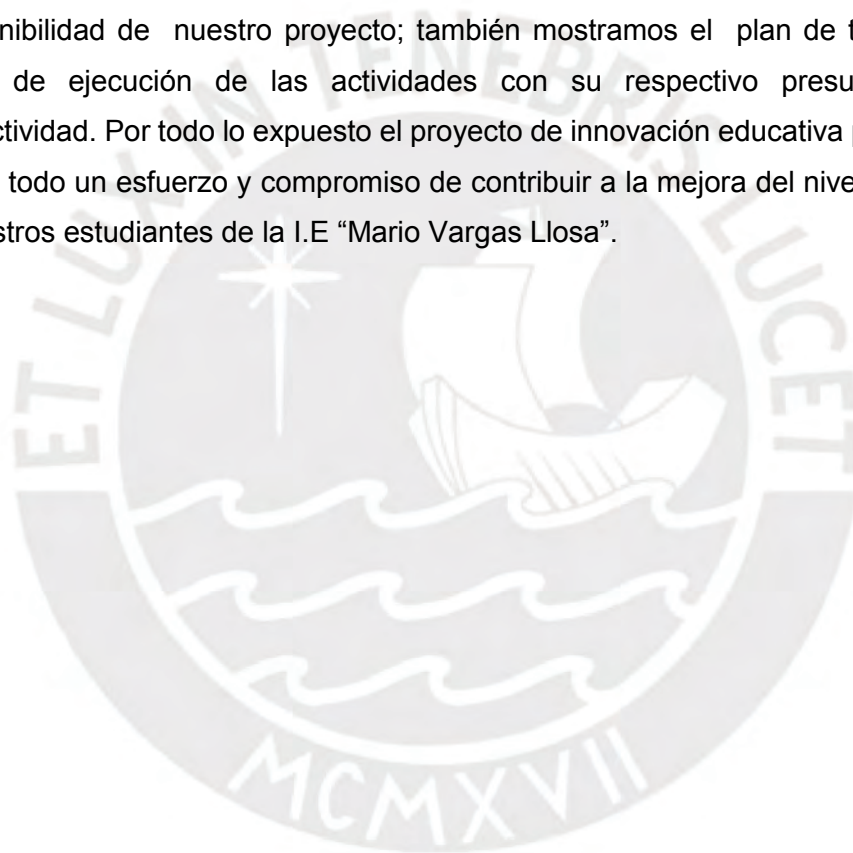 nibilidad de nuestro proyecto; también mostramos el plan de t
de ejecución de las actividades con su respectivo presu
ctividad. Por todo lo expuesto el proyecto de innovación educativa p
todo un esfuerzo y compromiso de contribuir a la mejora del nive
stros estudiantes de la I.E “Mario Vargas Llosa”.
ET LUX IN TENEBRIS LUCET
MCMXVII